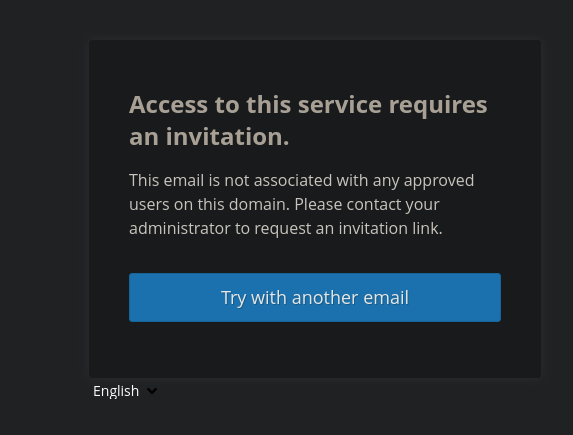 Access to this service requires
an invitation.
This email is not associated with any approved
users on this domain. Please contact your
administrator to request an invitation link.
Try with another email
English